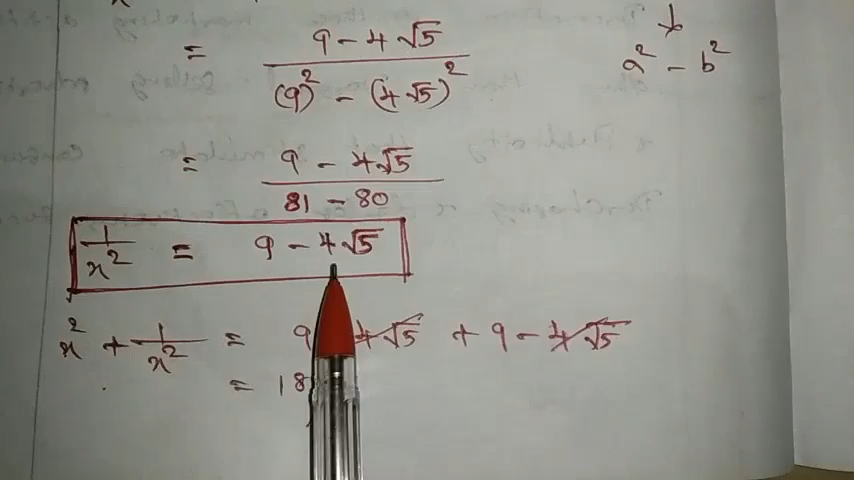 = 9 - 4√5 / (9)² - (4√5)²
a² - b²
= 9 - 4√5 / 81 - 80
1/x² = 9 - 4√5
x² + 1/x² = 9 4√5 + 9 - 4√5
= 18